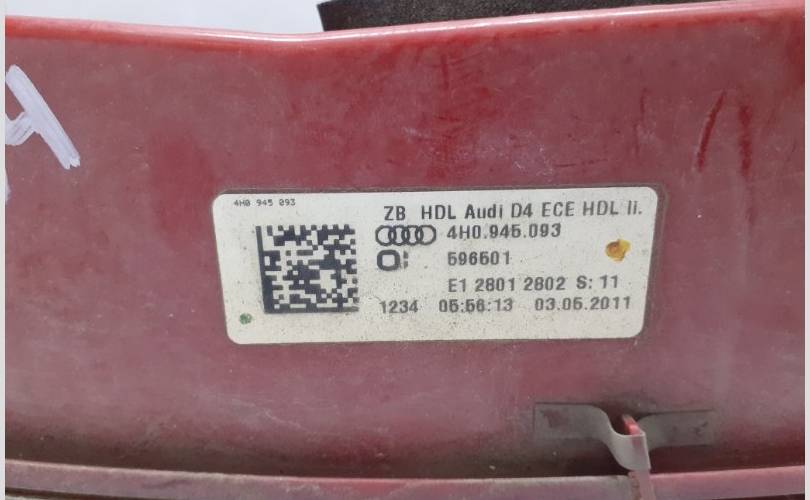 4H0 945 093
ZB HDL Audi D4 ECE HDL li.
4H0.945.093
596501
E1 2801 2802 S: 11
1234 05:56:13 03.05.2011